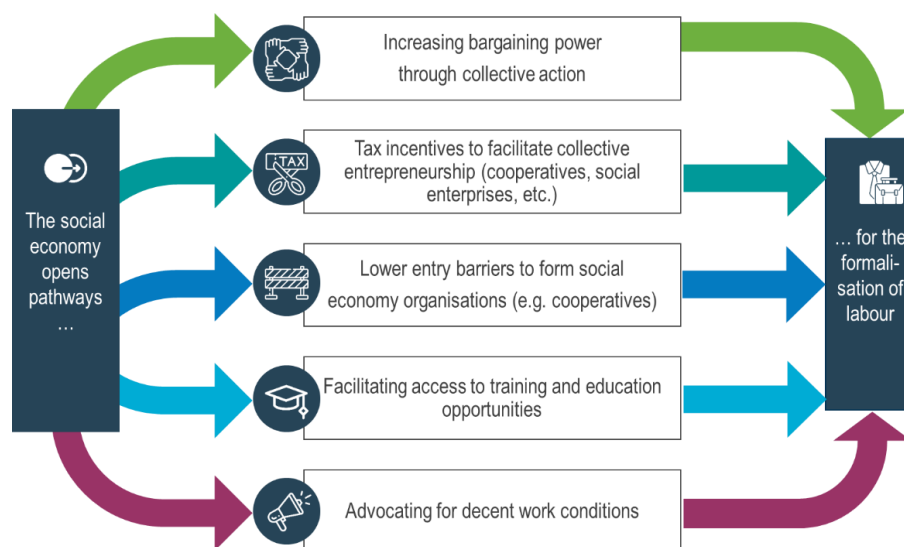 Increasing bargaining power
through collective action
TAX
Tax incentives to facilitate collective
entrepreneurship (cooperatives, social
enterprises, etc.)
The social
economy
opens
pathways
…
Lower entry barriers to form social
economy organisations (e.g. cooperatives)
… for the
formali-
sation of
labour
Facilitating access to training and education
opportunities
Advocating for decent work conditions